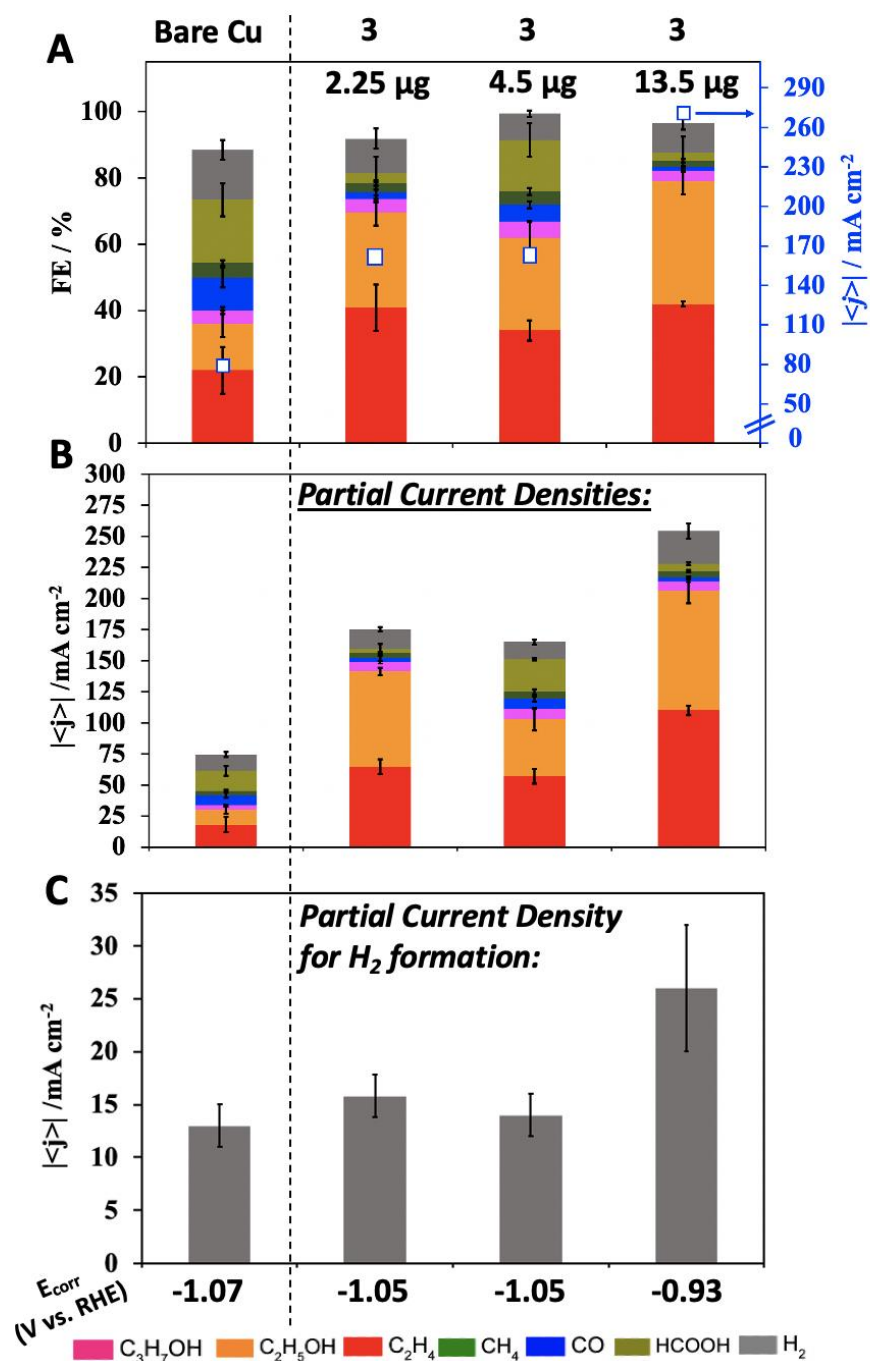 Bare Cu 3 3 3
A
2.25 µg 4.5 µg 13.5 µg
100
80
60
40
20
0
FE / %
290
260
230
200
170
140
110
80
50
0
|<j>| / mA cm-2
B
Partial Current Densities:
300
275
250
225
200
175
150
125
100
75
50
25
0
|<j>| /mA cm-2
C
Partial Current Density
for H2 formation:
35
30
25
20
15
10
5
0
|<j>| /mA cm-2
Ecorr
(V vs. RHE)
-1.07 -1.05 -1.05 -0.93
C3H7OH C2H5OH C2H4 CH4 CO HCOOH H2